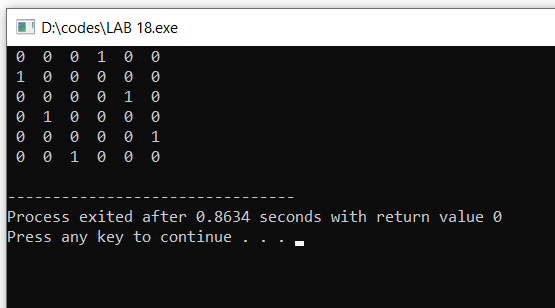 D:\codes\LAB 18.exe
0 0 0 1 0 0
1 0 0 0 0 0
0 0 0 0 1 0
0 1 0 0 0 0
0 0 0 0 0 1
0 0 1 0 0 0
--------------------------------
Process exited after 0.8634 seconds with return value 0
Press any key to continue . . .